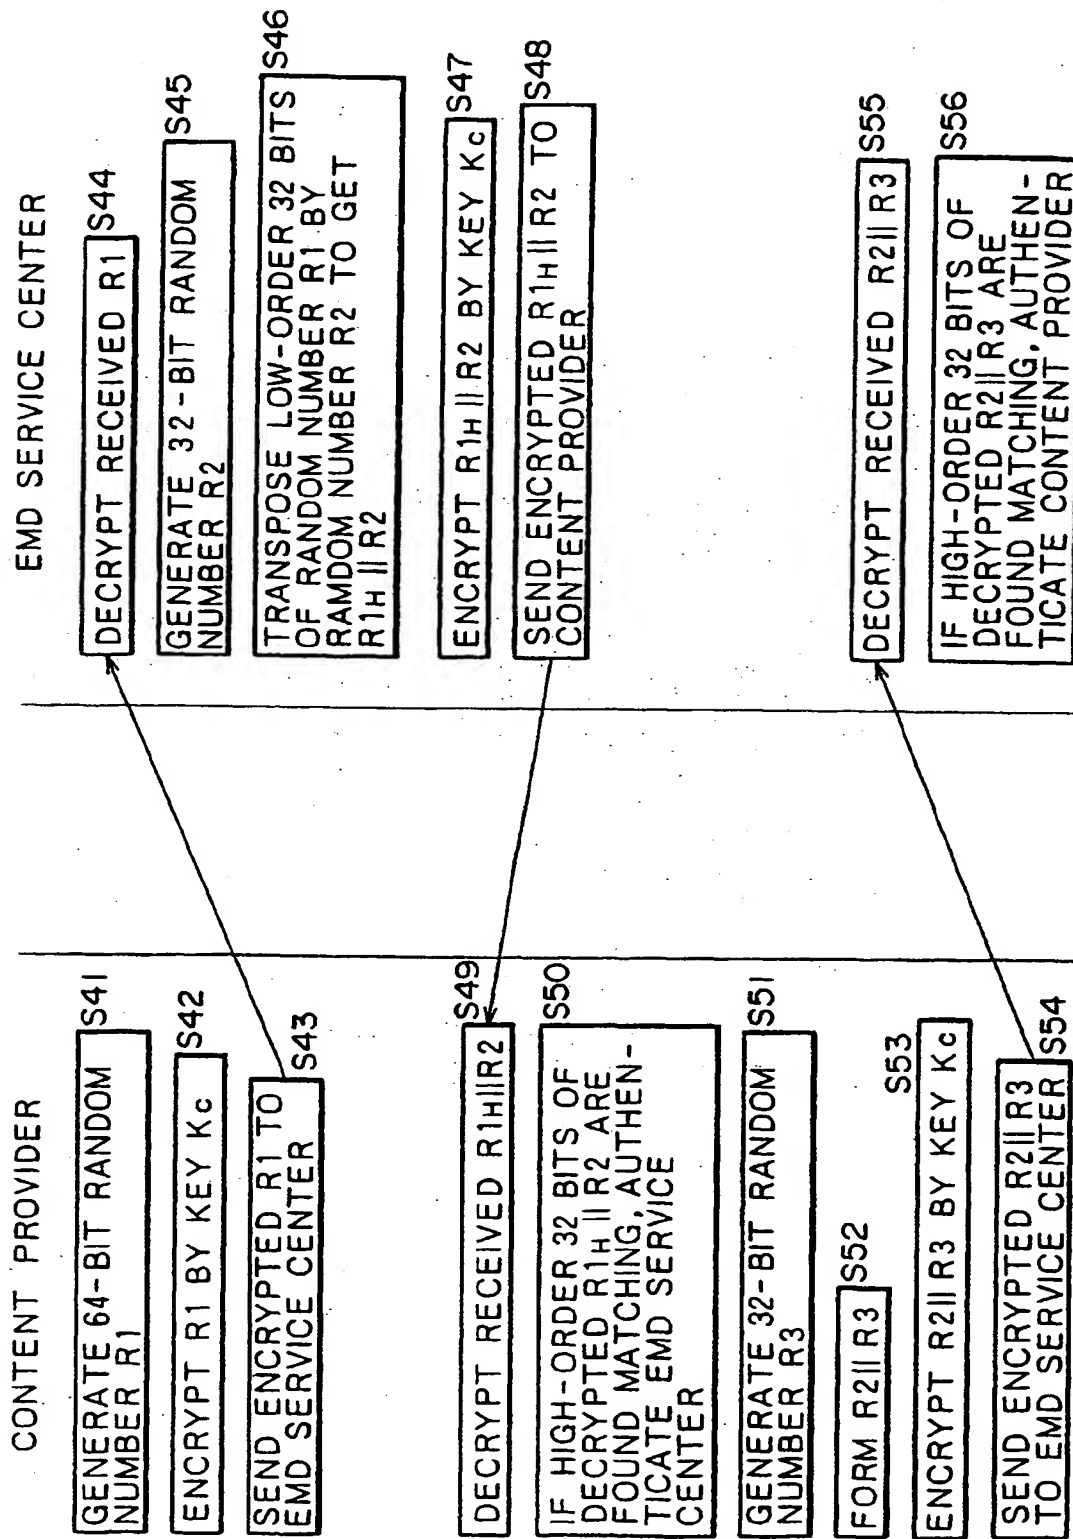 CONTENT PROVIDER
GENERATE 64-BIT RANDOM
NUMBER R1
S41
ENCRYPT R1 BY KEY Kc
S42
SEND ENCRYPTED R1 TO
EMD SERVICE CENTER
S43
DECRYPT RECEIVED R1H||R2
S49
IF HIGH-ORDER 32 BITS OF
DECRYPTED R1H || R2 ARE
FOUND MATCHING, AUTHEN-
TICATE EMD SERVICE
CENTER
S50
GENERATE 32-BIT RANDOM
NUMBER R3
S51
FORM R2|| R3
S52
ENCRYPT R2|| R3 BY KEY Kc
S53
SEND ENCRYPTED R2|| R3
TO EMD SERVICE CENTER
S54
EMD SERVICE CENTER
DECRYPT RECEIVED R1
S44
GENERATE 32-BIT RANDOM
NUMBER R2
S45
TRANSPOSE LOW-ORDER 32 BITS
OF RANDOM NUMBER R1 BY
RAMDOM NUMBER R2 TO GET
R1H || R2
S46
ENCRYPT R1H || R2 BY KEY Kc
S47
SEND ENCRYPTED R1H || R2 TO
CONTENT PROVIDER
S48
DECRYPT RECEIVED R2|| R3
S55
IF HIGH-ORDER 32 BITS OF
DECRYPTED R2|| R3 ARE
FOUND MATCHING, AUTHEN-
TICATE CONTENT PROVIDER
S56